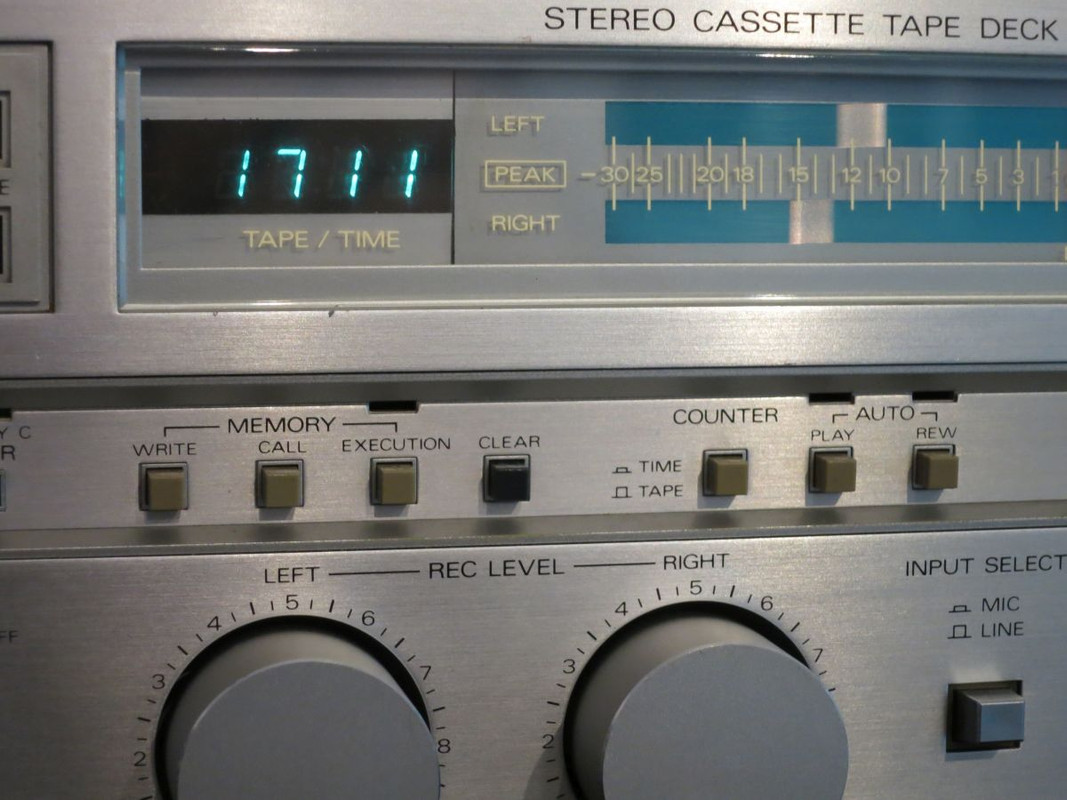 STEREO CASSETTE TAPE DECK
1711
TAPE / TIME
LEFT
PEAK
RIGHT
-30 25 20 18 15 12 10 7 5 3 1
MEMORY
WRITE CALL EXECUTION
CLEAR
COUNTER
TIME
TAPE
AUTO
PLAY REW
LEFT REC LEVEL RIGHT
2 3 4 5 6 7 8
2 3 4 5 6 7
INPUT SELECT
MIC
LINE